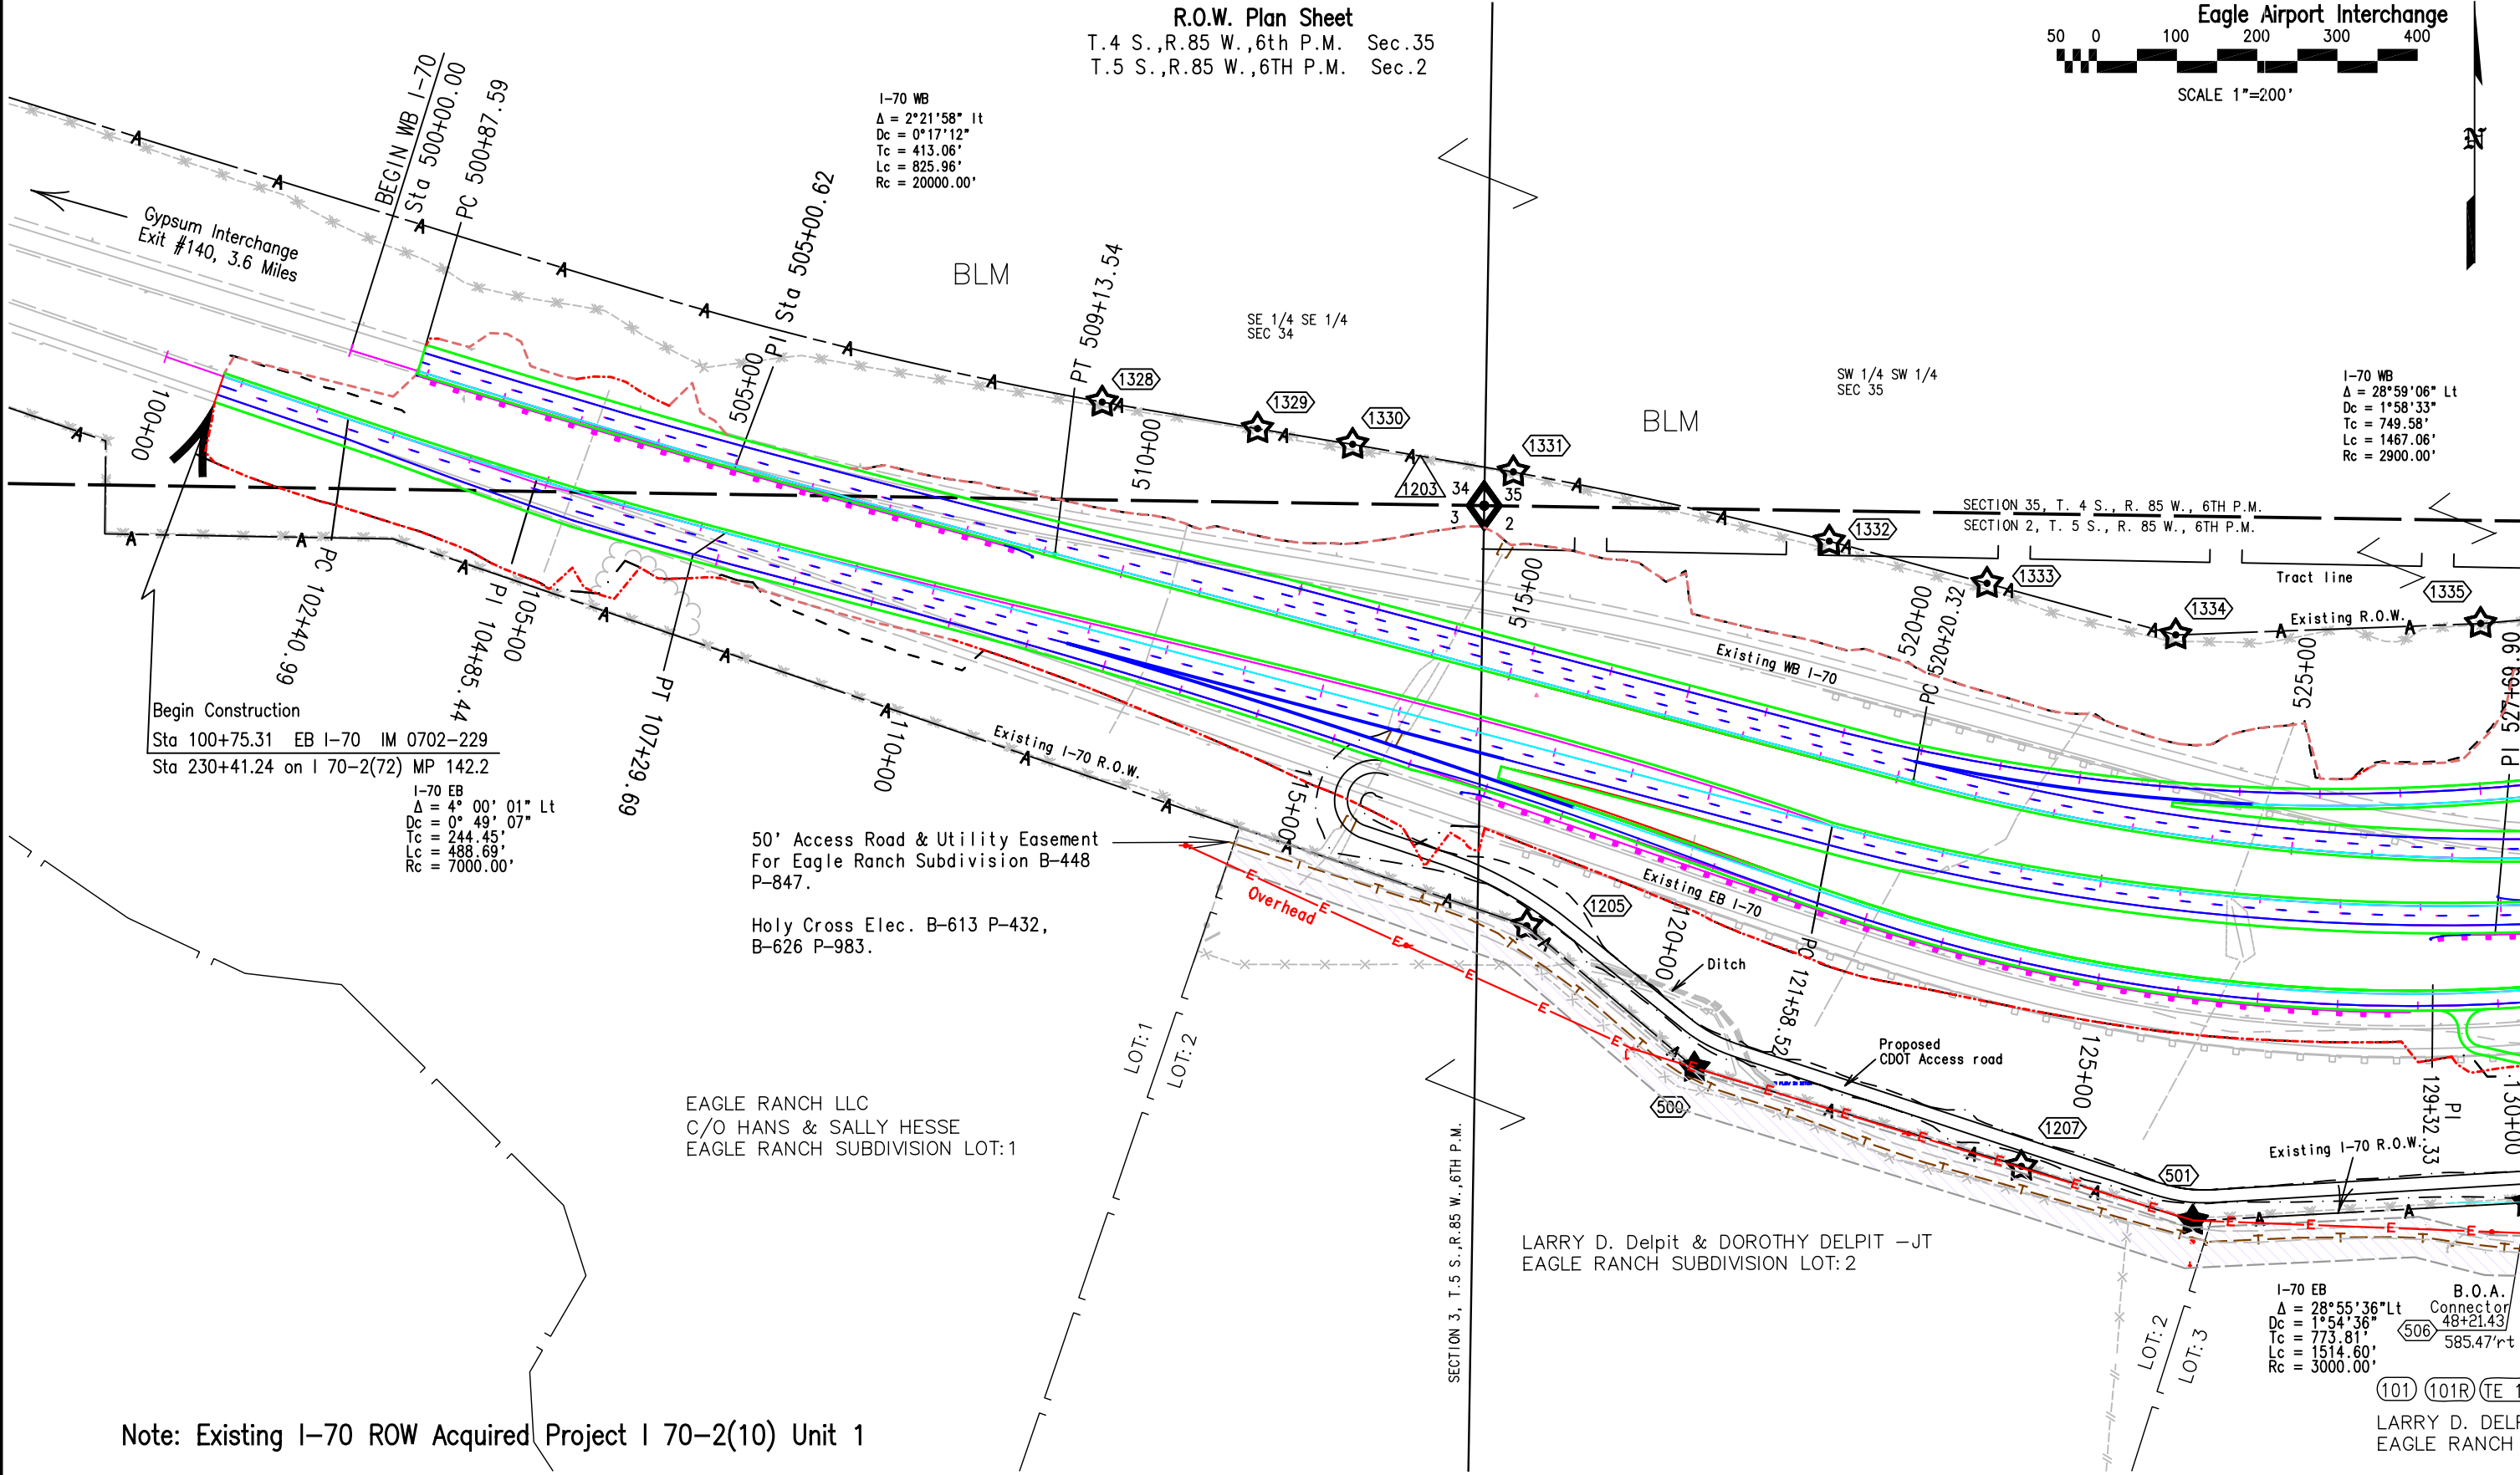 R.O.W. Plan Sheet
T.4 S.,R.85 W.,6th P.M. Sec.35
T.5 S.,R.85 W.,6TH P.M. Sec.2
Eagle Airport Interchange
50 0 100 200 300 400
SCALE 1"=200'
N
BEGIN WB I-70
Sta 500+00.00
PC 500+87.59
I-70 WB
Δ = 2°21'58" lt
Dc = 0°17'12"
Tc = 413.06'
Lc = 825.96'
Rc = 20000.00'
Gypsum Interchange
Exit #140, 3.6 Miles
PI Sta 505+00.62
505+00
PT 509+13.54
510+00
BLM
SE 1/4 SE 1/4
SEC 34
1328
1329
1330
1331
BLM
SW 1/4 SW 1/4
SEC 35
I-70 WB
Δ = 28°59'06" Lt
Dc = 1°58'33"
Tc = 749.58'
Lc = 1467.06'
Rc = 2900.00'
1203
34 35
3 2
SECTION 35, T. 4 S., R. 85 W., 6TH P.M.
SECTION 2, T. 5 S., R. 85 W., 6TH P.M.
1332
1333
1334
1335
Tract line
Existing R.O.W.
100+00
PC 102+40.99
PI 104+85.44
105+00
PT 107+29.69
110+00
115+00
515+00
520+00
PC 520+20.32
525+00
PI 527+69.90
Existing WB I-70
Begin Construction
Sta 100+75.31 EB I-70 IM 0702-229
Sta 230+41.24 on I 70-2(72) MP 142.2
I-70 EB
Δ = 4° 00' 01" Lt
Dc = 0° 49' 07"
Tc = 244.45'
Lc = 488.69'
Rc = 7000.00'
Existing I-70 R.O.W.
50' Access Road & Utility Easement
For Eagle Ranch Subdivision B-448
P-847.
Holy Cross Elec. B-613 P-432,
B-626 P-983.
Overhead
Existing EB I-70
1205
120+00
Ditch
PC 121+58.52
Proposed
CDOT Access road
125+00
500
1207
501
PI
129+32.33
130+00
Existing I-70 R.O.W.
LOT:1
LOT:2
EAGLE RANCH LLC
C/O HANS & SALLY HESSE
EAGLE RANCH SUBDIVISION LOT:1
SECTION 3, T.5 S.,R.85 W.,6TH P.M.
LARRY D. Delpit & DOROTHY DELPIT -JT
EAGLE RANCH SUBDIVISION LOT:2
LOT:2
LOT:3
I-70 EB
Δ = 28°55'36"Lt
Dc = 1°54'36"
Tc = 773.81'
Lc = 1514.60'
Rc = 3000.00'
B.O.A.
Connector
506
48+21.43
585.47'rt
101 101R TE 1
LARRY D. DELP
EAGLE RANCH
Note: Existing I-70 ROW Acquired Project I 70-2(10) Unit 1